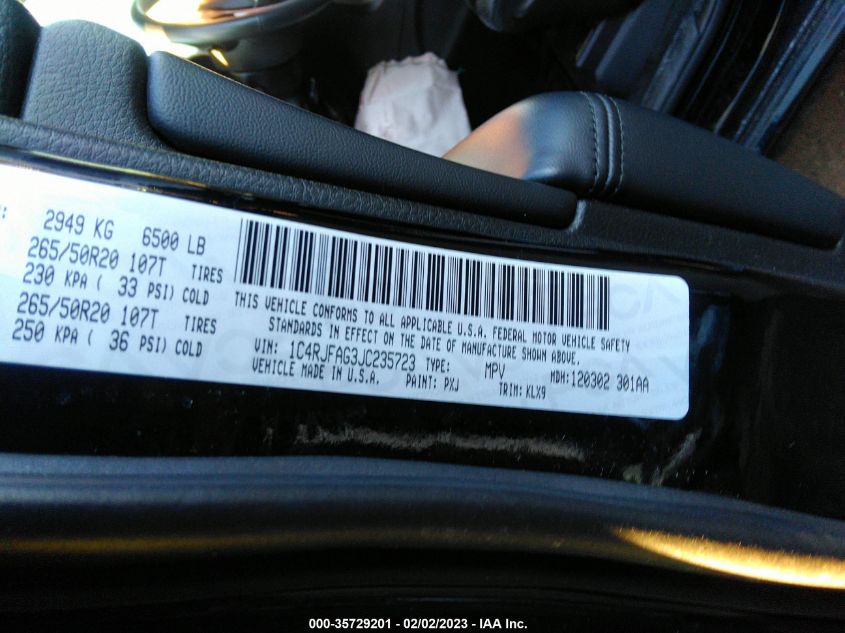 2949 KG 6500 LB
265/50R20 107T TIRES
230 KPA ( 33 PSI) COLD
265/50R20 107T TIRES
250 KPA ( 36 PSI) COLD
THIS VEHICLE CONFORMS TO ALL APPLICABLE U.S.A. FEDERAL MOTOR VEHICLE SAFETY
STANDARDS IN EFFECT ON THE DATE OF MANUFACTURE SHOWN ABOVE.
VIN: 1C4RJFAG3JC235723 TYPE: MPV MDH:120302 301AA
VEHICLE MADE IN U.S.A. PAINT: PXJ TRIM: KLX9
000-35729201 - 02/02/2023 - IAA Inc.